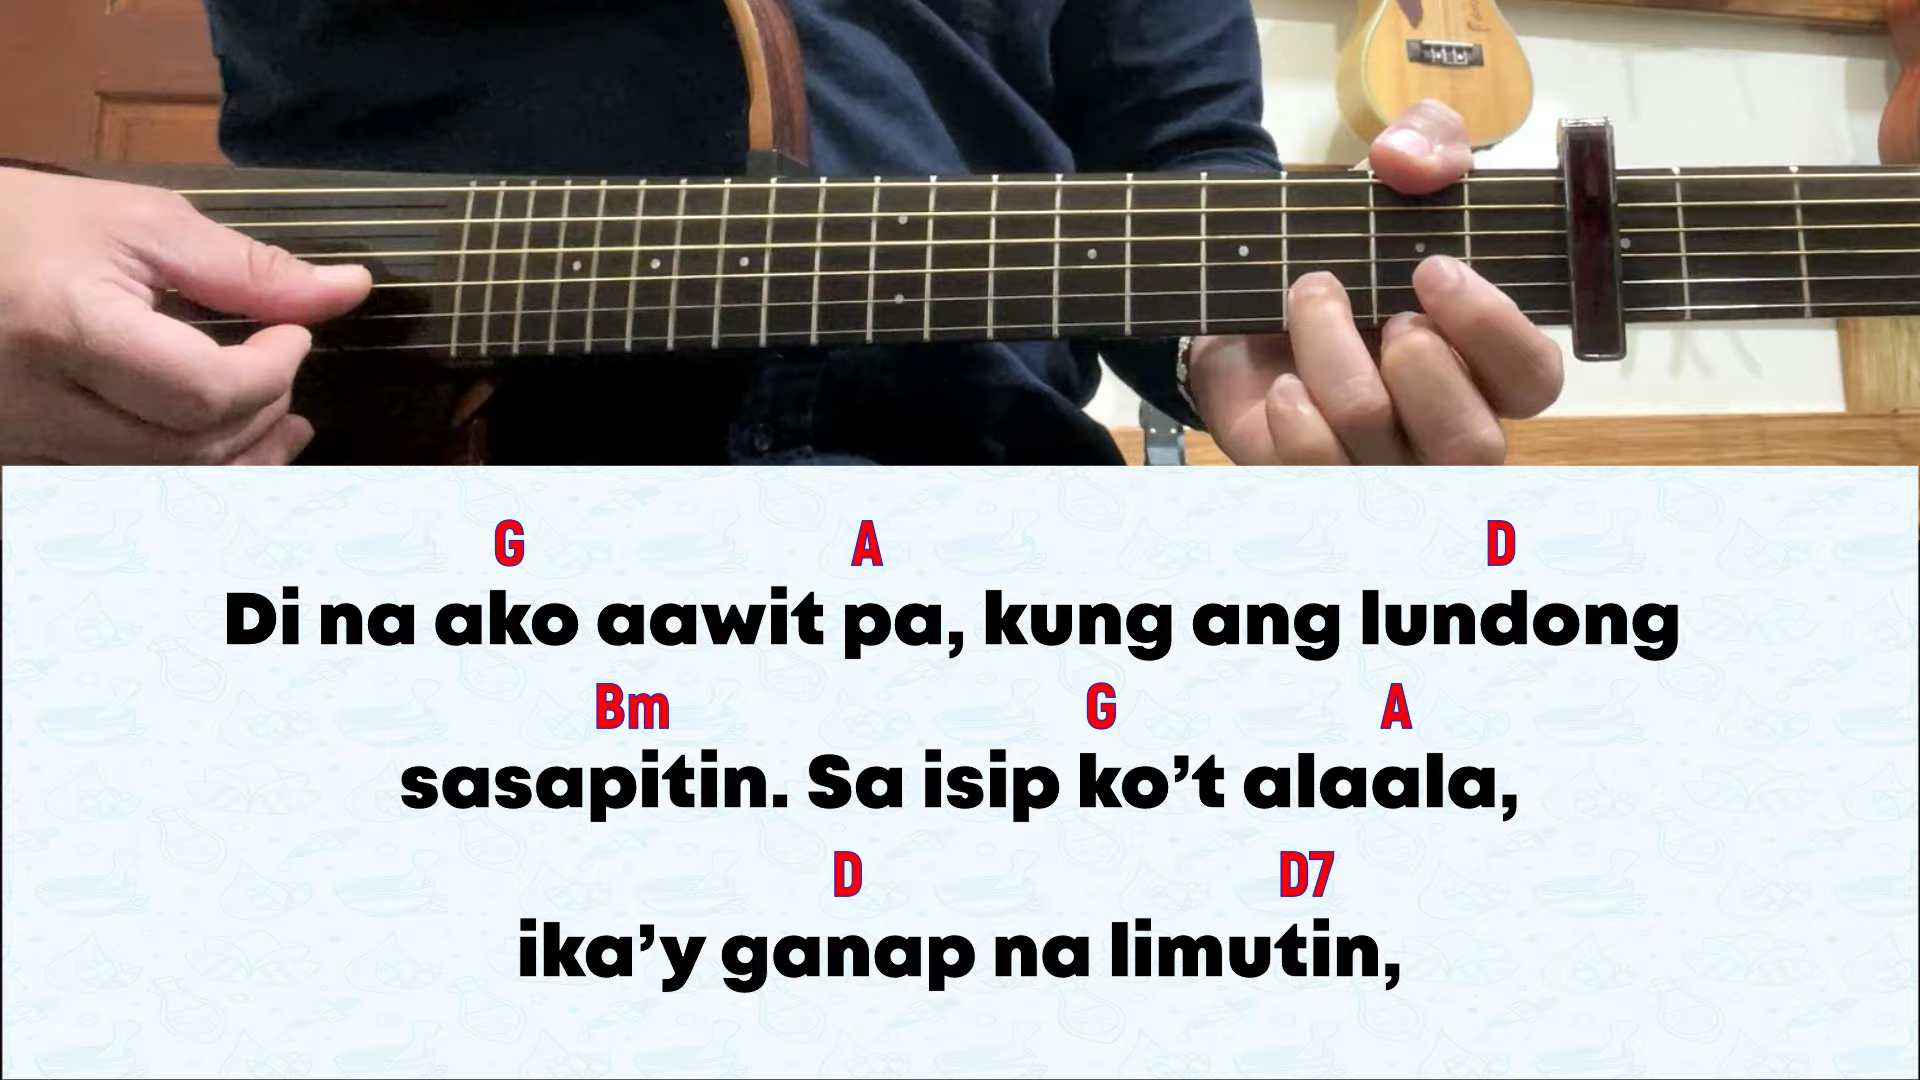 G A D
Di na ako aawit pa, kung ang lundong
Bm G A
sasapitin. Sa isip ko’t alaala,
D D7
ika’y ganap na limutin,